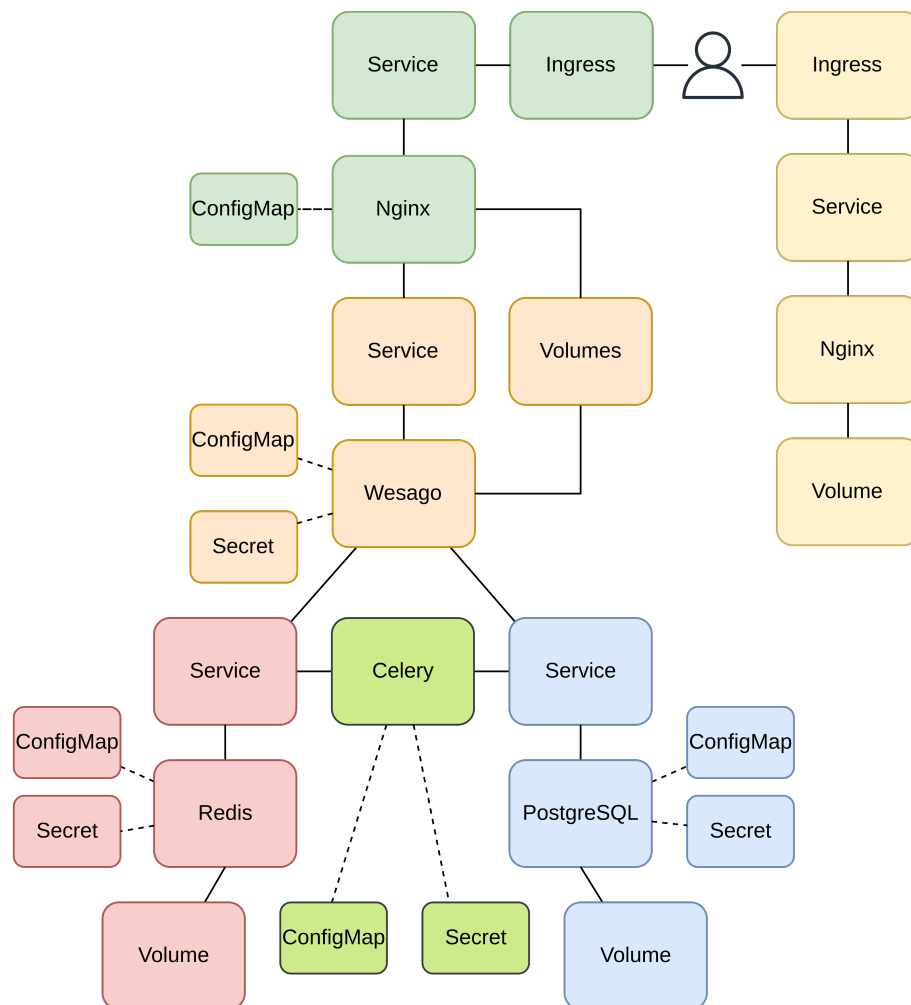 Service
Ingress
Ingress
ConfigMap
Nginx
Service
Service
Volumes
Nginx
ConfigMap
Wesago
Volume
Secret
Service
Celery
Service
ConfigMap
ConfigMap
Redis
PostgreSQL
Secret
Secret
ConfigMap
Secret
Volume
Volume